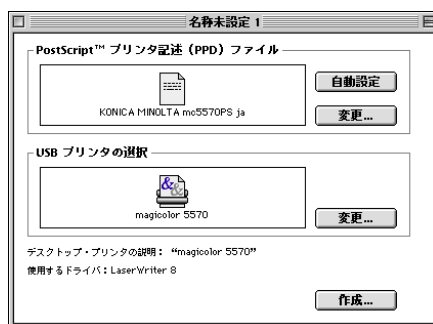 名称未設定 1
PostScript™ プリンタ記述（PPD）ファイル
自動設定
KONICA MINOLTA mc5570PS ja
変更...
USB プリンタの選択
magicolor 5570
変更...
デスクトップ・プリンタの説明： “magicolor 5570”
使用するドライバ：LaserWriter 8
作成...